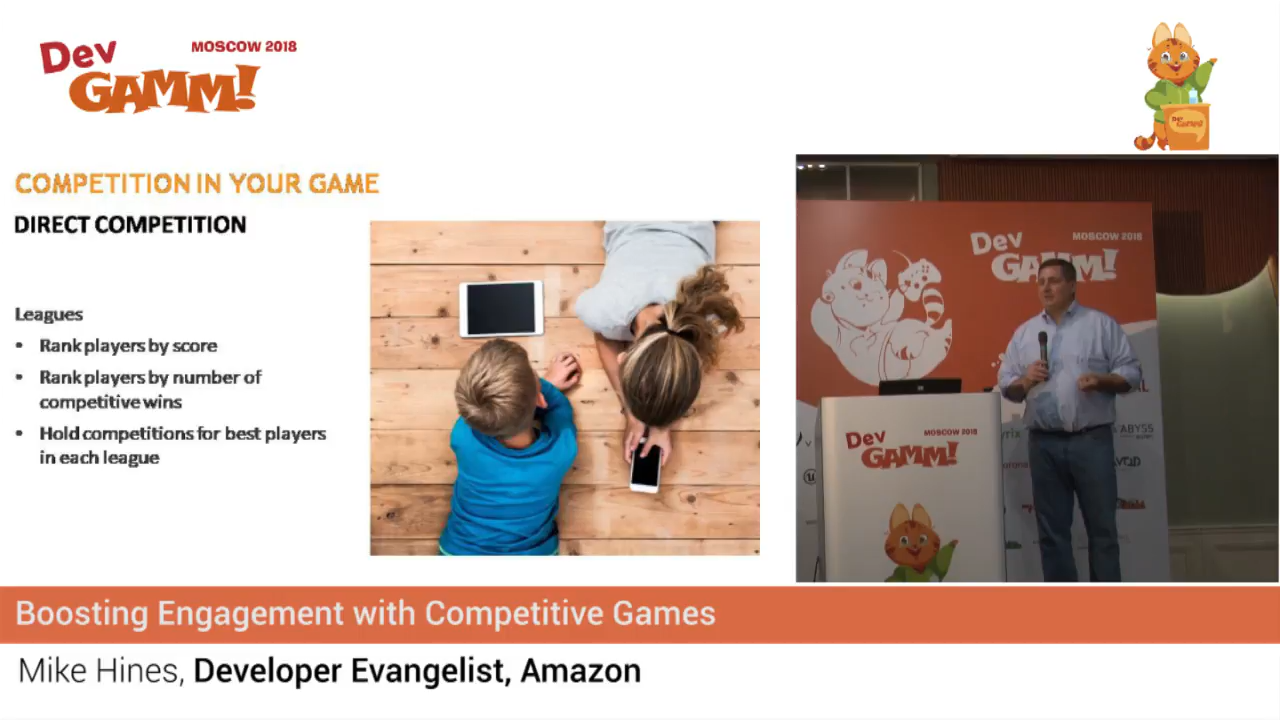 Dev
GAMM!
MOSCOW 2018
Dev
GAMM!
COMPETITION IN YOUR GAME
DIRECT COMPETITION
Leagues
• Rank players by score
• Rank players by number of
competitive wins
• Hold competitions for best players
in each league
Dev
GAMM!
MOSCOW 2018
Dev
GAMM!
MOSCOW 2018
ABYSS
Boosting Engagement with Competitive Games
Mike Hines, Developer Evangelist, Amazon